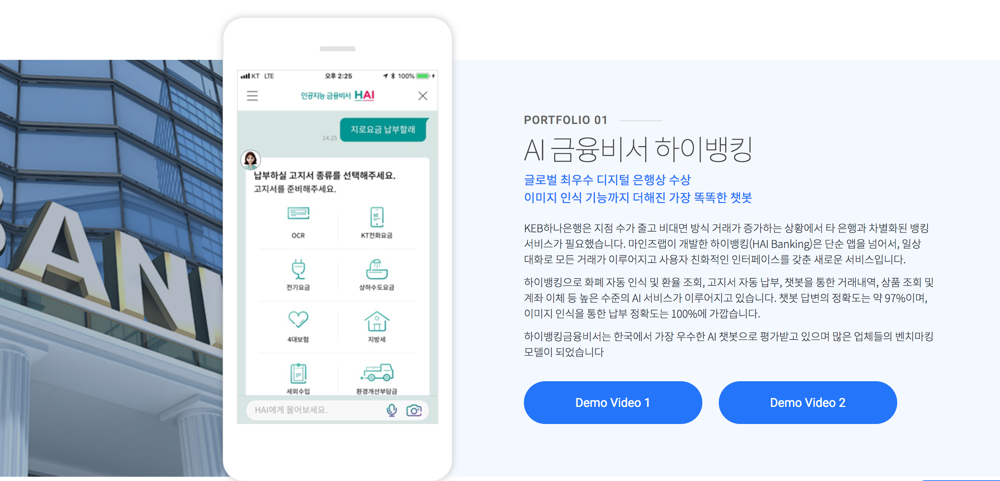 BANK
KT LTE 오후 2:25 100%
인공지능 금융비서 HAI
지로요금 납부할래
14:25
납부하실 고지서 종류를 선택해주세요.
고지서를 준비해주세요.
OCR
kt
KT전화요금
전기요금
상하수도요금
4대보험
지방세
세외수입
환경개선부담금
HAI에게 물어보세요.
PORTFOLIO 01
AI 금융비서 하이뱅킹
글로벌 최우수 디지털 은행상 수상
이미지 인식 기능까지 더해진 가장 똑똑한 챗봇
KEB하나은행은 지점 수가 줄고 비대면 방식 거래가 증가하는 상황에서 타 은행과 차별화된 뱅킹
서비스가 필요했습니다. 마인즈랩이 개발한 하이뱅킹(HAI Banking)은 단순 앱을 넘어서, 일상
대화로 모든 거래가 이루어지고 사용자 친화적인 인터페이스를 갖춘 새로운 서비스입니다.
하이뱅킹으로 화폐 자동 인식 및 환율 조회, 고지서 자동 납부, 챗봇을 통한 거래내역, 상품 조회 및
계좌 이체 등 높은 수준의 AI 서비스가 이루어지고 있습니다. 챗봇 답변의 정확도는 약 97%이며,
이미지 인식을 통한 납부 정확도는 100%에 가깝습니다.
하이뱅킹금융비서는 한국에서 가장 우수한 AI 챗봇으로 평가받고 있으며 많은 업체들의 벤치마킹
모델이 되었습니다
Demo Video 1
Demo Video 2